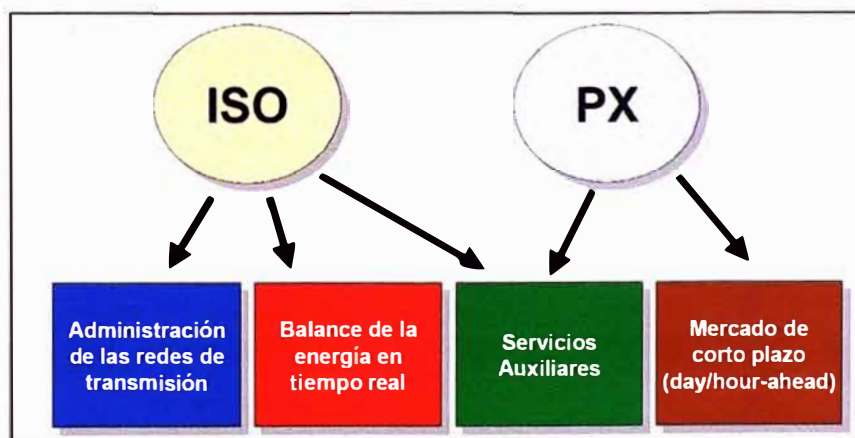 ISO
PX
Administración
de las redes de
transmisión
Balance de la
energía en
tiempo real
Servicios
Auxiliares
Mercado de
corto plazo
(day/hour-ahead)